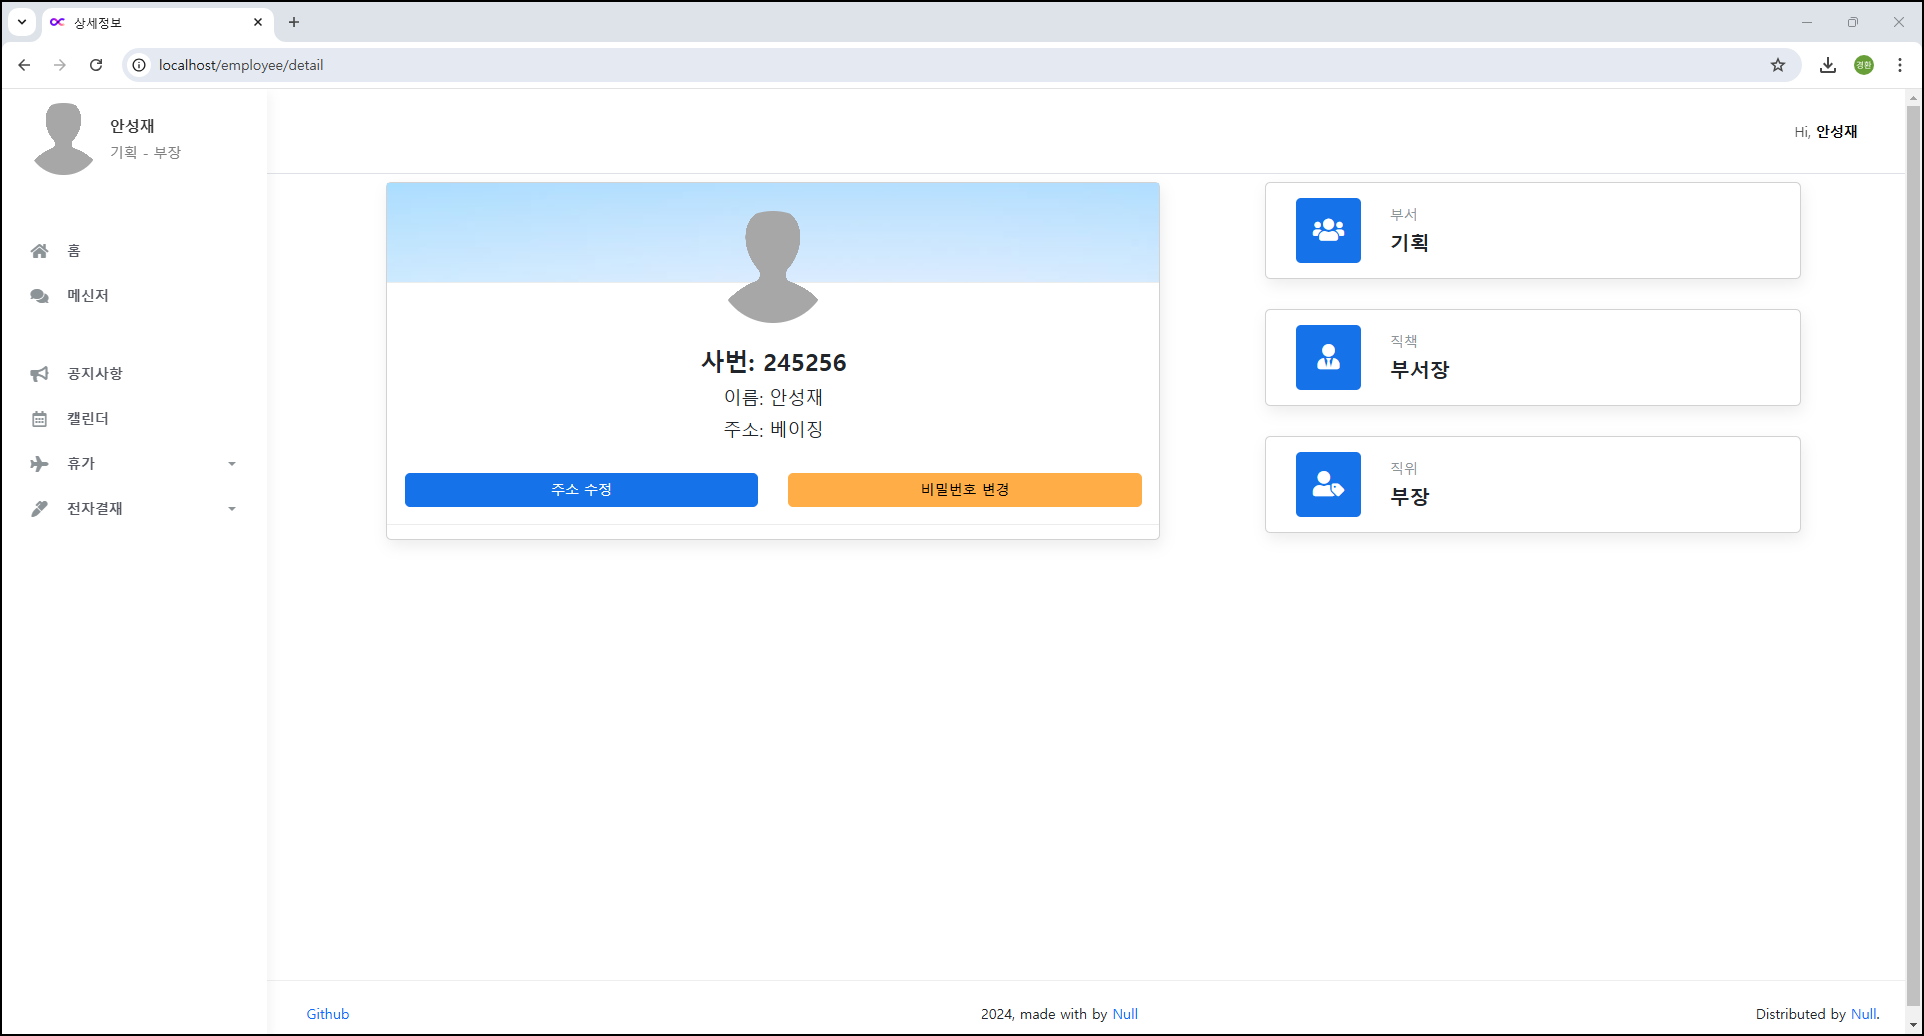 상세정보
localhost/employee/detail
경환
안성재
기획 - 부장
Hi, 안성재
홈
메신저
공지사항
캘린더
휴가
전자결재
사번: 245256
이름: 안성재
주소: 베이징
주소 수정
비밀번호 변경
부서
기획
직책
부서장
직위
부장
Github
2024, made with by Null
Distributed by Null.